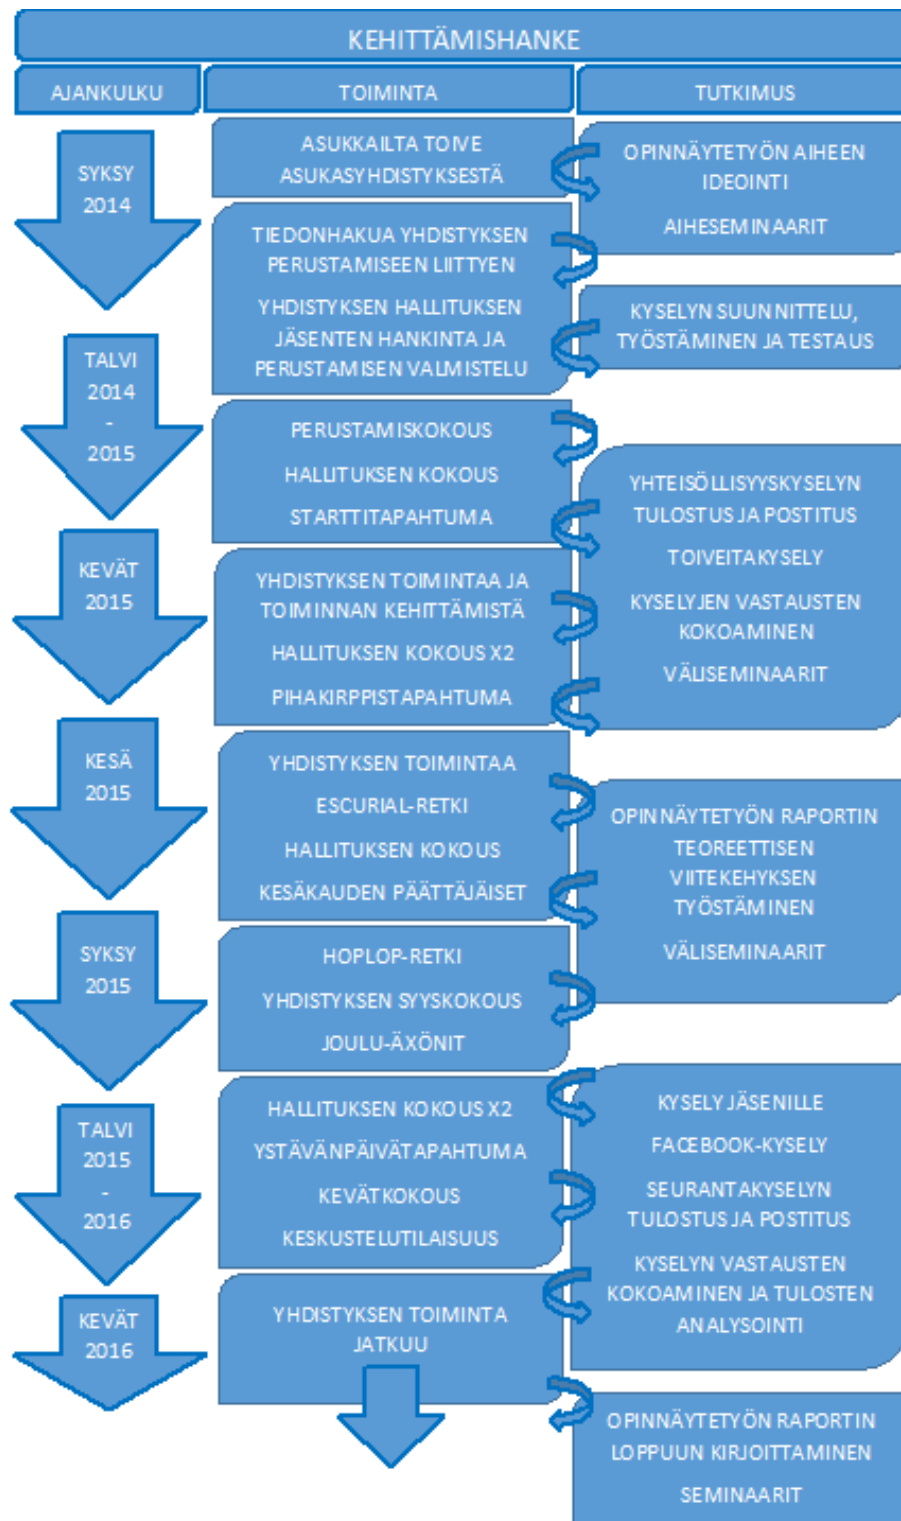 KEHITTÄMISHANKE
AJANKULKU
TOIMINTA
TUTKIMUS
SYKSY
2014
TALVI
2014
-
2015
KEVÄT
2015
KESÄ
2015
SYKSY
2015
TALVI
2015
-
2016
KEVÄT
2016
ASUKKAILTA TOIVE
ASUKASYHDISTYKSESTÄ
TIEDONHAKUA YHDISTYKSEN
PERUSTAMISEEN LIITTYEN
YHDISTYKSEN HALLITUKSEN
JÄSENTEN HANKINTA JA
PERUSTAMISEN VALMISTELU
PERUSTAMISKOKOUS
HALLITUKSEN KOKOUS
STARTTITAPAHTUMA
YHDISTYKSEN TOIMINTAA JA
TOIMINNAN KEHITTÄMISTÄ
HALLITUKSEN KOKOUS X2
PIHAKIRPPISTAPAHTUMA
YHDISTYKSEN TOIMINTAA
ESCURIAL-RETKI
HALLITUKSEN KOKOUS
KESÄKAUDEN PÄÄTTÄJÄISET
HOPLOP-RETKI
YHDISTYKSEN SYYSKOKOUS
JOULU-ÄXÖNIT
HALLITUKSEN KOKOUS X2
YSTÄVÄNPÄIVÄTAPAHTUMA
KEVÄTKOKOUS
KESKUSTELUTILAISUUS
YHDISTYKSEN TOIMINTA
JATKUU
OPINNÄYTETYÖN AIHEEN
IDEOINTI
AIHESEMINAARIT
KYSELYN SUUNNITTELU,
TYÖSTÄMINEN JA TESTAUS
YHTEISÖLLISYYSKYSELYN
TULOSTUS JA POSTITUS
TOIVEITAKYSELY
KYSELYJEN VASTAUSTEN
KOKOAMINEN
VÄLISEMINAARIT
OPINNÄYTETYÖN RAPORTIN
TEOREETTISEN
VIITEKEHYKSEN
TYÖSTÄMINEN
VÄLISEMINAARIT
KYSELY JÄSENILLE
FACEBOOK-KYSELY
SEURANTAKYSELYN
TULOSTUS JA POSTITUS
KYSELYN VASTAUSTEN
KOKOAMINEN JA TULOSTEN
ANALYSOINTI
OPINNÄYTETYÖN RAPORTIN
LOPPUUN KIRJOITTAMINEN
SEMINAARIT